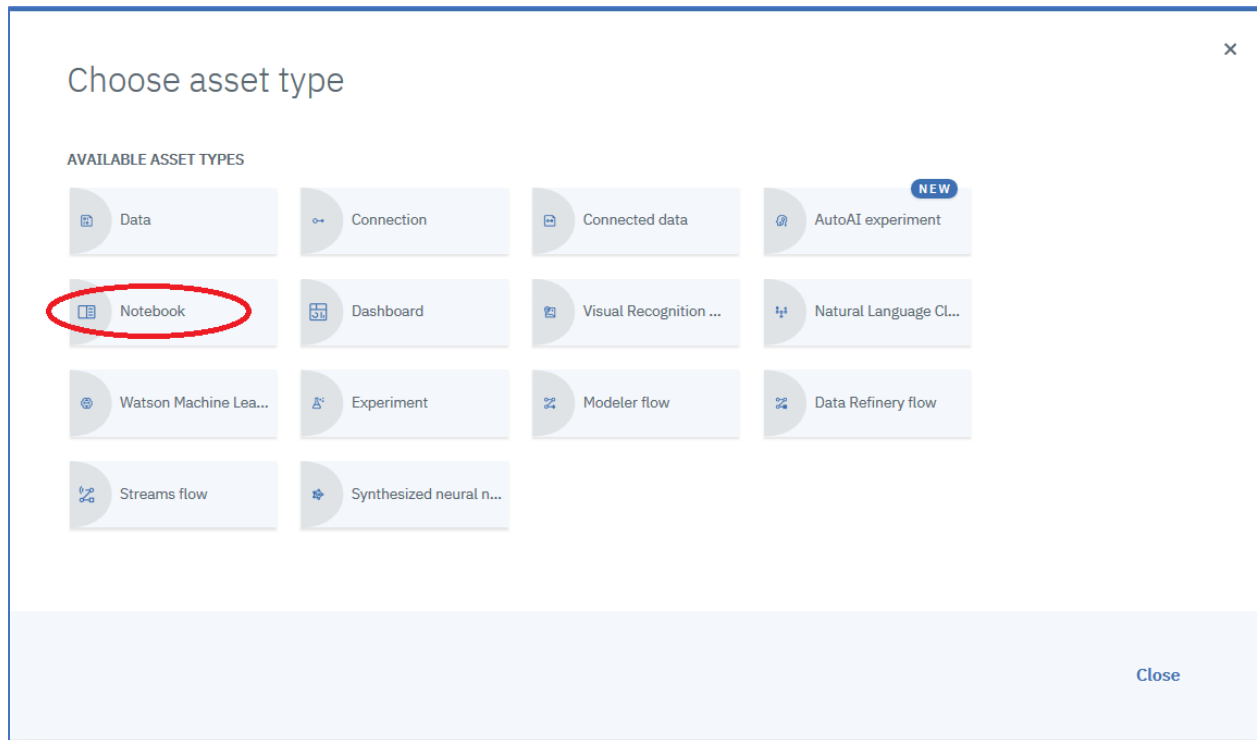 Choose asset type
AVAILABLE ASSET TYPES
NEW
Data
Connection
Connected data
AutoAI experiment
Notebook
Dashboard
Visual Recognition ...
Natural Language Cl...
Watson Machine Lea...
Experiment
Modeler flow
Data Refinery flow
Streams flow
Synthesized neural n...
Close